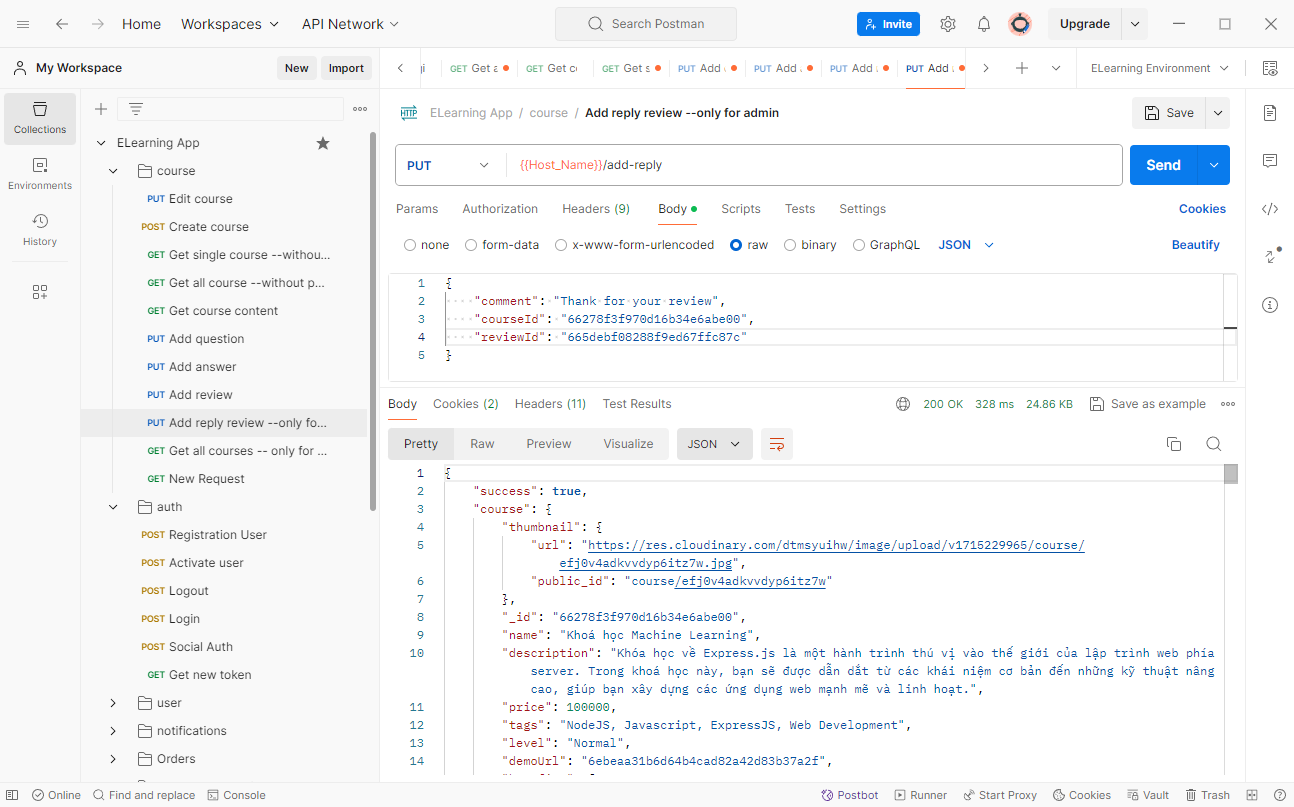 Home Workspaces API Network Search Postman Invite Upgrade
My Workspace New Import
GET Get a PUT Add PUT Add PUT Add PUT Add ELearning Environment
GET Get c GET Get s
Collections
Environments
History
ELearning App
course
PUT Edit course
POST Create course
GET Get single course --withou...
GET Get all course --without p...
GET Get course content
PUT Add question
PUT Add answer
PUT Add review
PUT Add reply review --only fo...
GET Get all courses -- only for ...
GET New Request
auth
POST Registration User
POST Activate user
POST Logout
POST Login
POST Social Auth
GET Get new token
user
notifications
Orders
HTTP ELearning App / course / Add reply review --only for admin Save
PUT {{Host_Name}}/add-reply Send
Params Authorization Headers (9) Body Scripts Tests Settings Cookies
none form-data x-www-form-urlencoded raw binary GraphQL JSON Beautify
1 {
2 "comment": "Thank for your review",
3 "courseId": "66278f3f970d16b34e6abe00",
4 "reviewId": "665debf08288f9ed67ffc87c"
5 }
Body Cookies (2) Headers (11) Test Results 200 OK 328 ms 24.86 KB Save as example
Pretty Raw Preview Visualize JSON
1 {
2 "success": true,
3 "course": {
4 "thumbnail": {
5 "url": "https://res.cloudinary.com/dtmsyuihw/image/upload/v1715229965/course/
efj0v4adkvvdyp6itz7w.jpg",
6 "public_id": "course/efj0v4adkvvdyp6itz7w"
7 },
8 "_id": "66278f3f970d16b34e6abe00",
9 "name": "Khoá học Machine Learning",
10 "description": "Khóa học về Express.js là một hành trình thú vị vào thế giới của lập trình web phía
server. Trong khoá học này, bạn sẽ được dẫn dắt từ các khái niệm cơ bản đến những kỹ thuật nâng
cao, giúp bạn xây dựng các ứng dụng web mạnh mẽ và linh hoạt.",
11 "price": 100000,
12 "tags": "NodeJS, Javascript, ExpressJS, Web Development",
13 "level": "Normal",
14 "demoUrl": "6ebeaa31b6d64b4cad82a42d83b37a2f",
Online Find and replace Console Postbot Runner Start Proxy Cookies Vault Trash